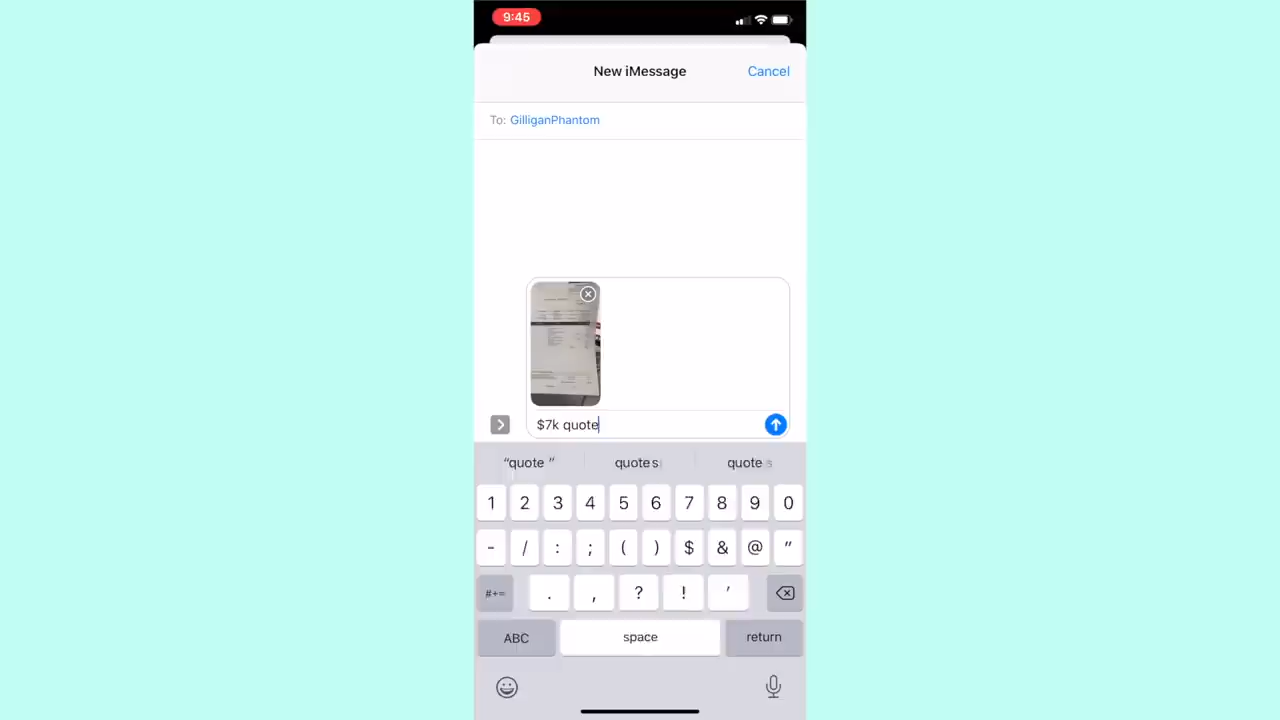 9:45
New iMessage
Cancel
To: GilliganPhantom
$7k quote
“quote ”
quotes
quotes
1 2 3 4 5 6 7 8 9 0
- / : ; ( ) $ & @ ”
#+= . , ? ! ’
ABC space return